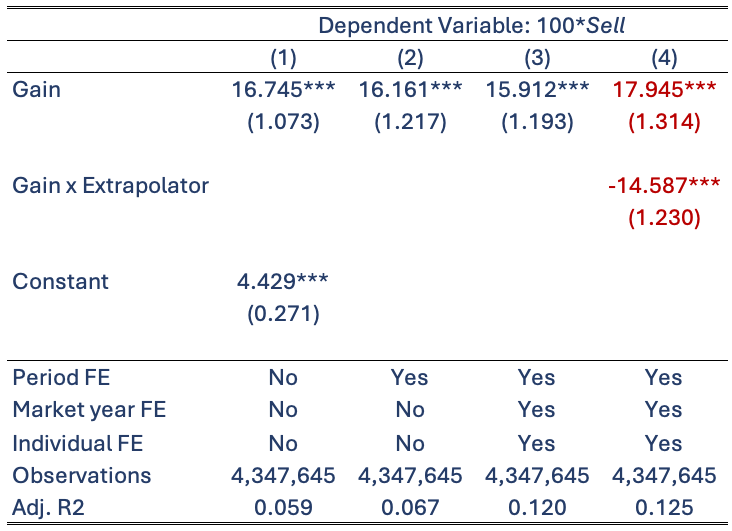 Dependent Variable: 100*Sell
(1) (2) (3) (4)
Gain 16.745*** 16.161*** 15.912*** 17.945***
(1.073) (1.217) (1.193) (1.314)
Gain x Extrapolator -14.587***
(1.230)
Constant 4.429***
(0.271)
Period FE No Yes Yes Yes
Market year FE No No Yes Yes
Individual FE No No Yes Yes
Observations 4,347,645 4,347,645 4,347,645 4,347,645
Adj. R2 0.059 0.067 0.120 0.125